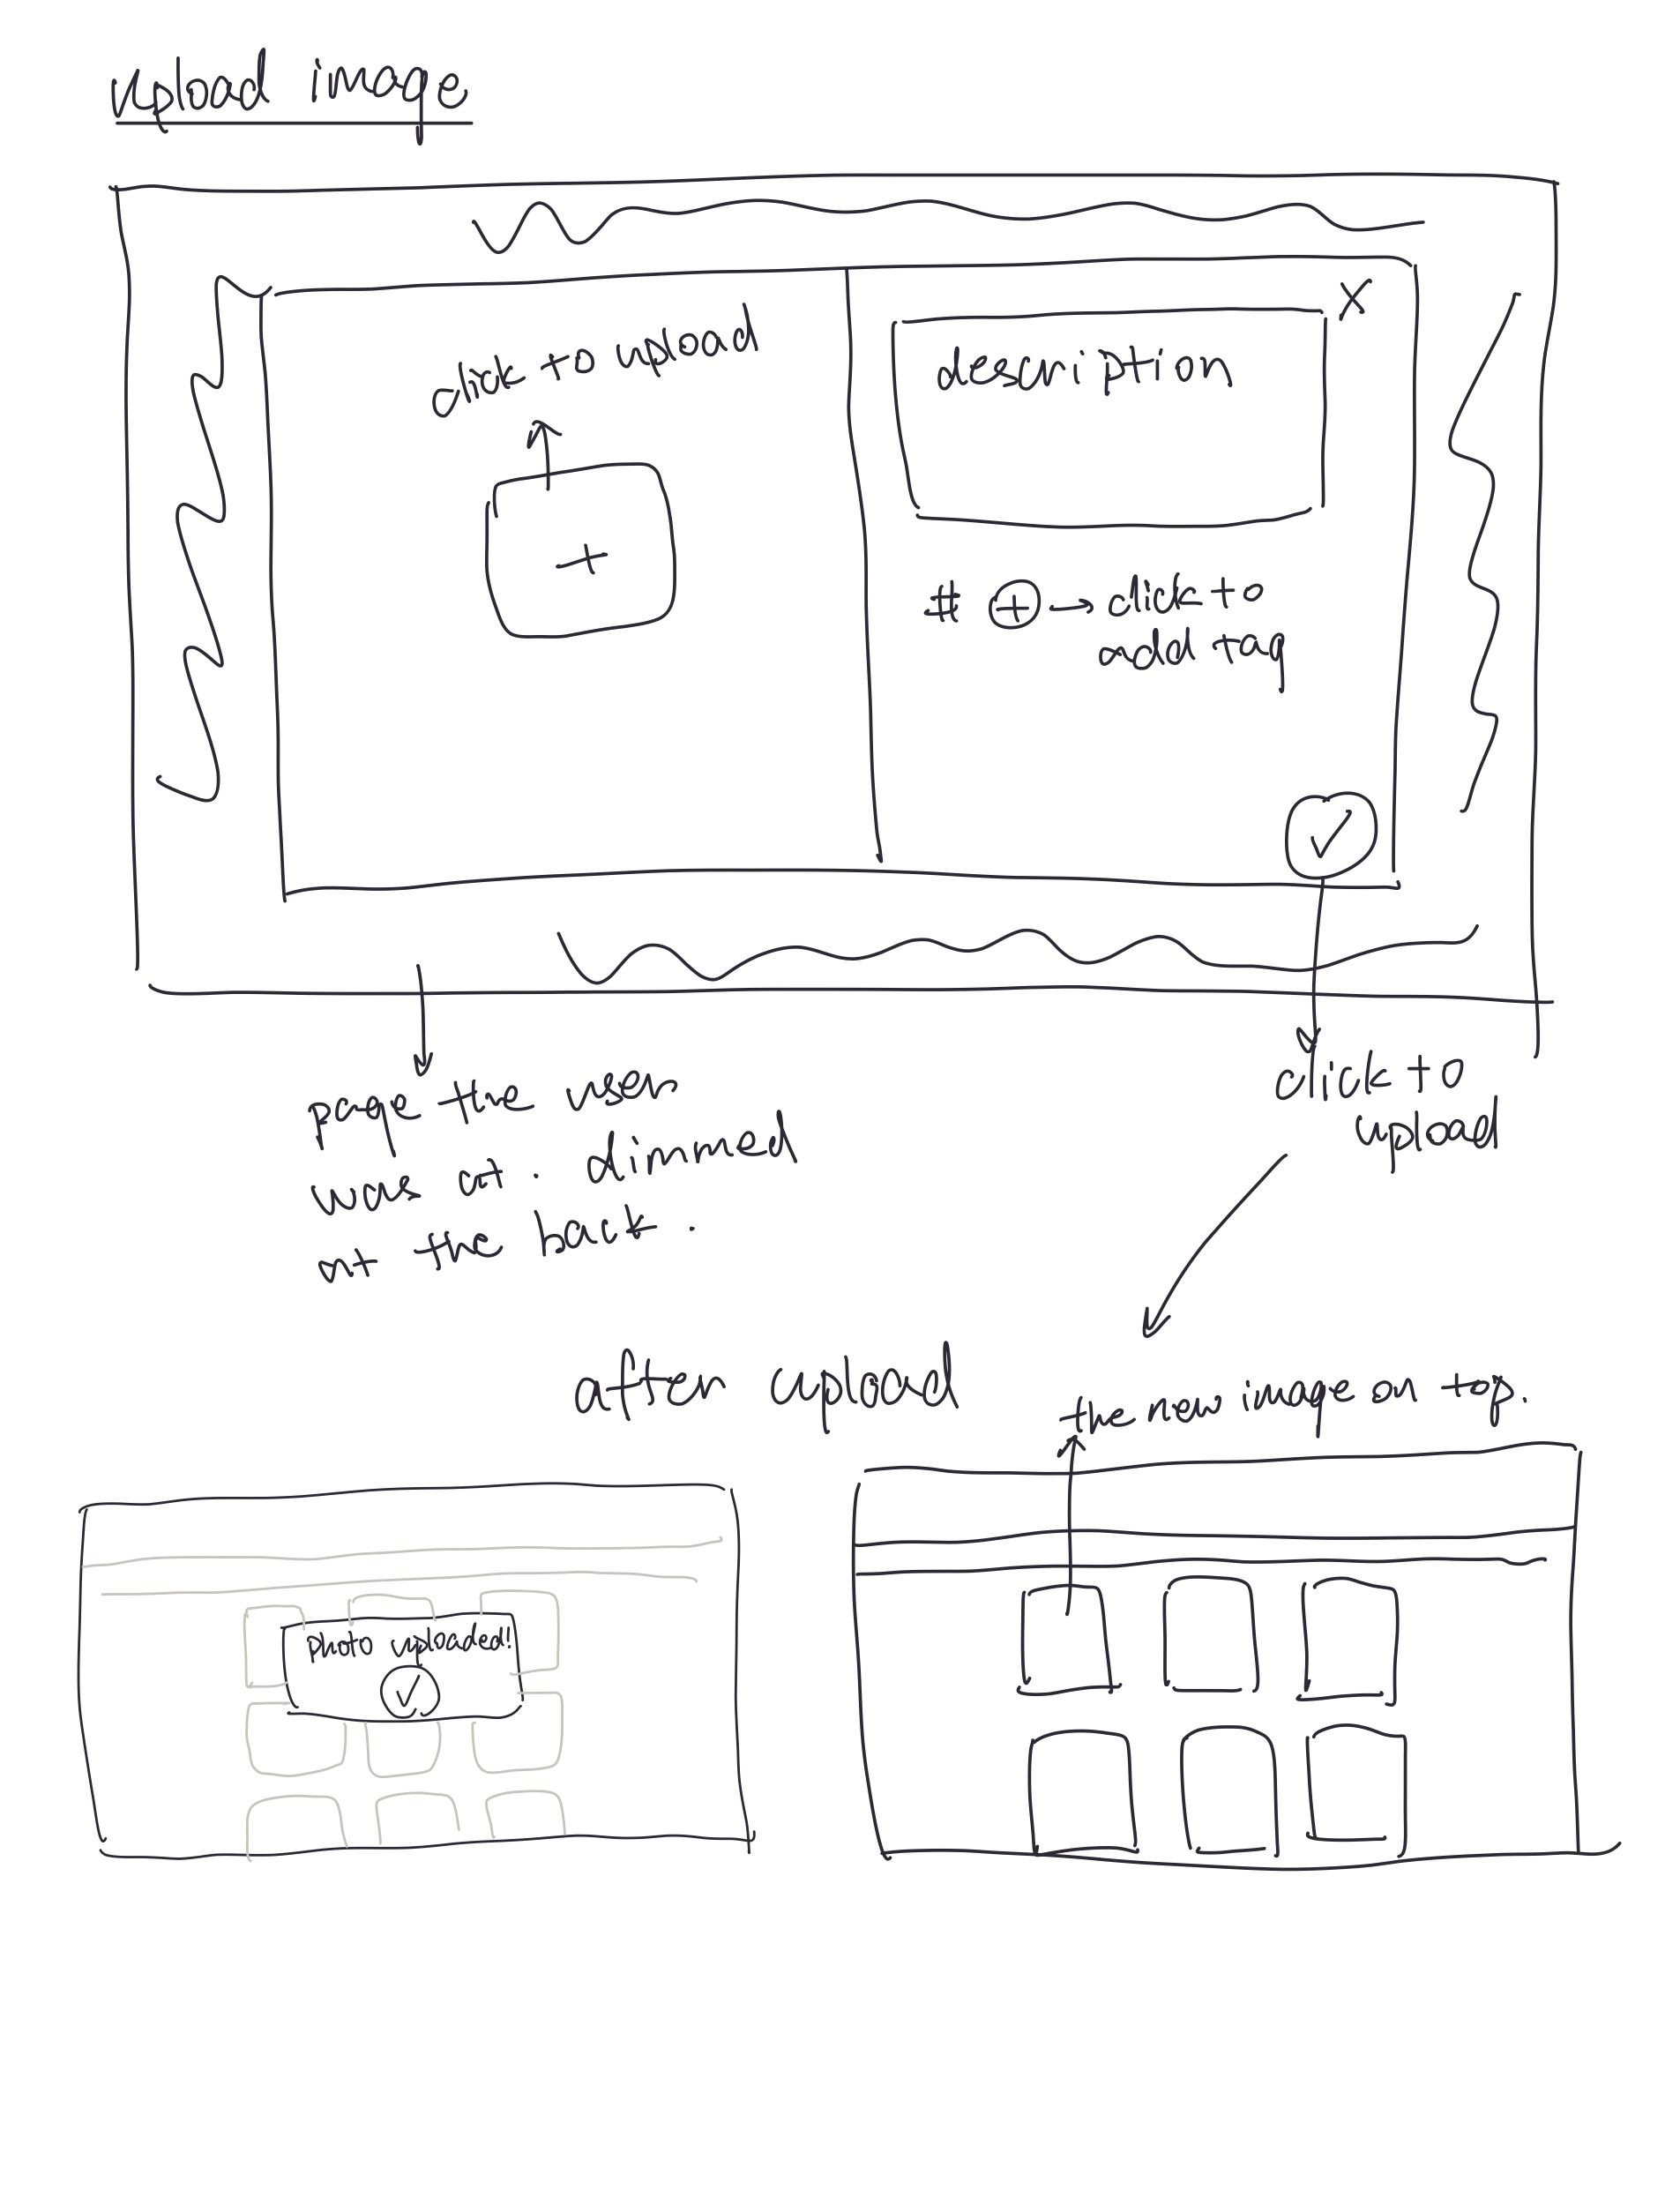 upload image
click to upload
+
X
description
# + → click to
add tag
✓
page the user
was at. dimmed
at the back.
click to
upload
after upload
the new image on top.
photo uploaded!
✓